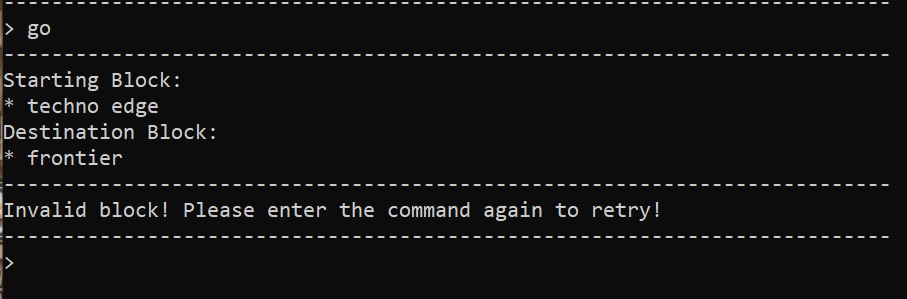 --------------------------------------------------------------------------
> go
--------------------------------------------------------------------------
Starting Block:
* techno edge
Destination Block:
* frontier
--------------------------------------------------------------------------
Invalid block! Please enter the command again to retry!
--------------------------------------------------------------------------
>